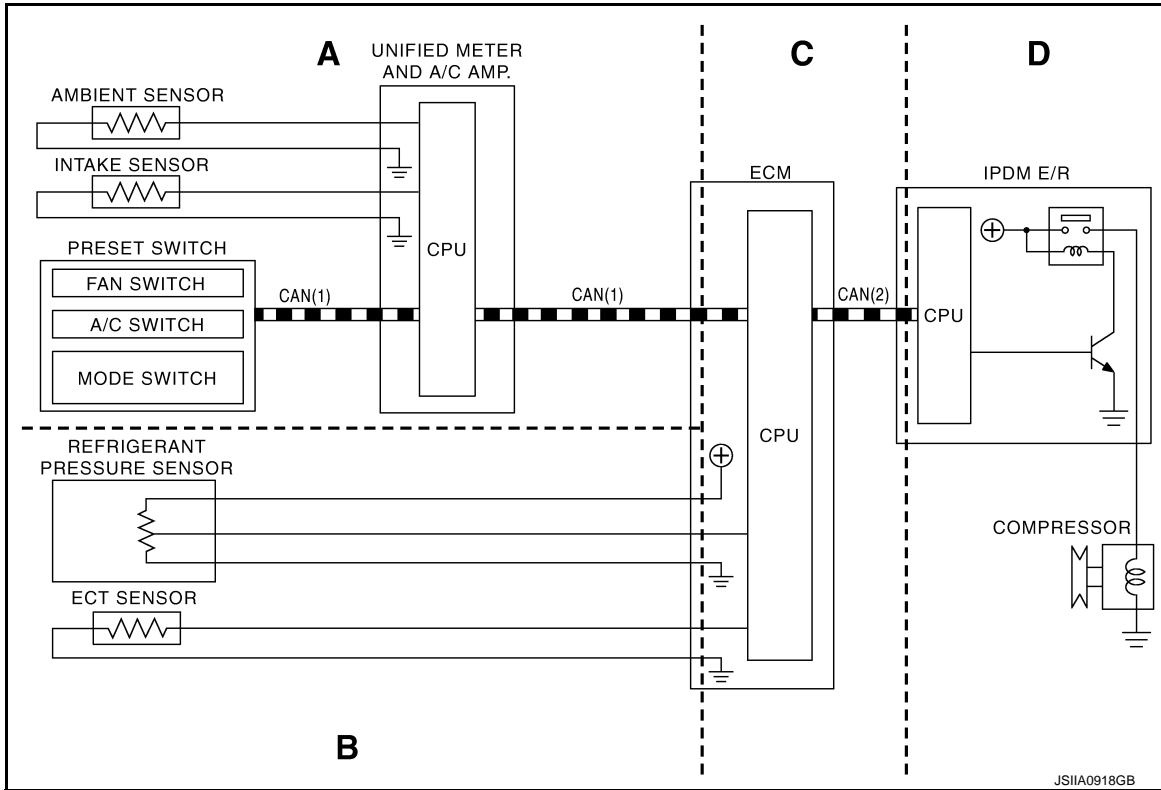 A
UNIFIED METER
AND A/C AMP.
C
D
AMBIENT SENSOR
INTAKE SENSOR
PRESET SWITCH
FAN SWITCH
A/C SWITCH
MODE SWITCH
CAN(1)
CPU
CAN(1)
ECM
CPU
CAN(2)
IPDM E/R
CPU
REFRIGERANT
PRESSURE SENSOR
ECT SENSOR
COMPRESSOR
B
JSIIA0918GB